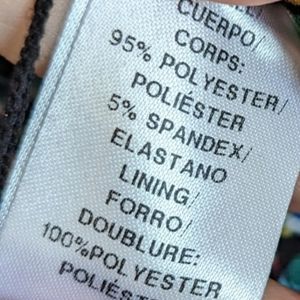 CUERPO/
CORPS:
95% POLYESTER/
POLIÉSTER
5% SPANDEX/
ELASTANO
LINING/
FORRO/
DOUBLURE:
100%POLYESTER
POLIÉSTER